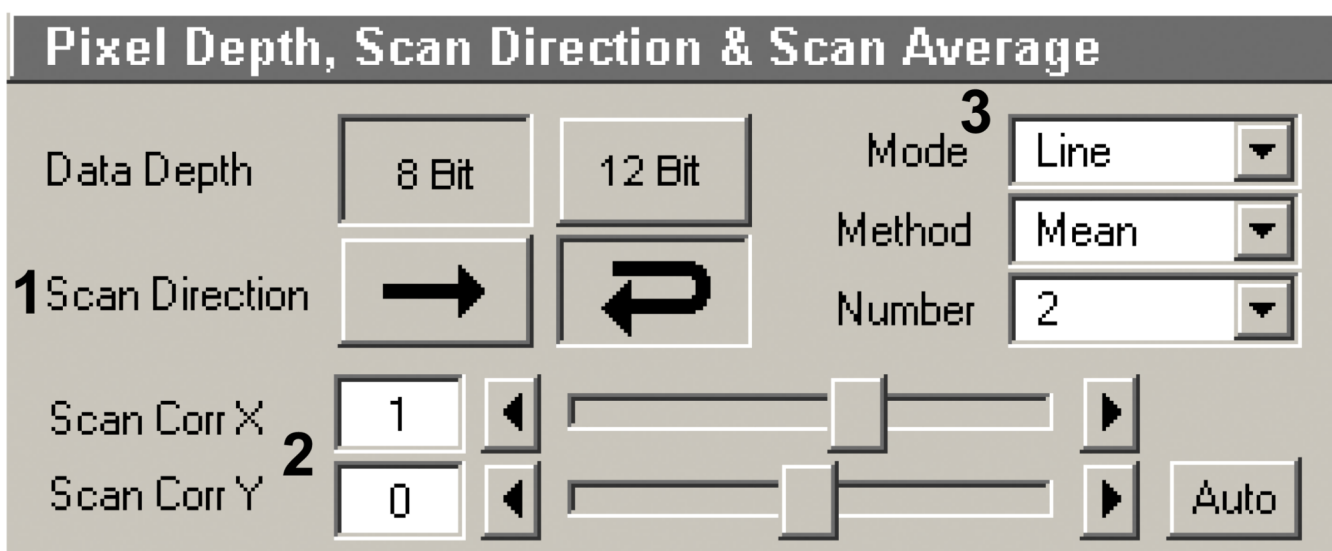 Pixel Depth, Scan Direction & Scan Average
Data Depth 8 Bit 12 Bit
3
Mode Line
Method Mean
1 Scan Direction
Number 2
Scan Corr X 1
2
Scan Corr Y 0 Auto